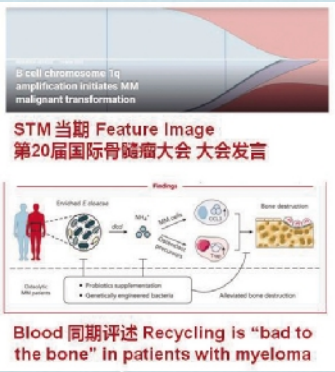 B cell chromosome 1q
amplification initiates MM
malignant transformation
STM 当期 Feature Image
第20届国际骨髓瘤大会 大会发言
Findings
Enriched E cloacae
Bone destruction
NH₄⁺
MM cells
CCL3
Osteoclast
precursors
Osteolytic
MM patients
• Probiotics supplementation
• Genetically engineered bacteria
Alleviated bone destruction
Blood 同期评述 Recycling is “bad to
the bone” in patients with myeloma